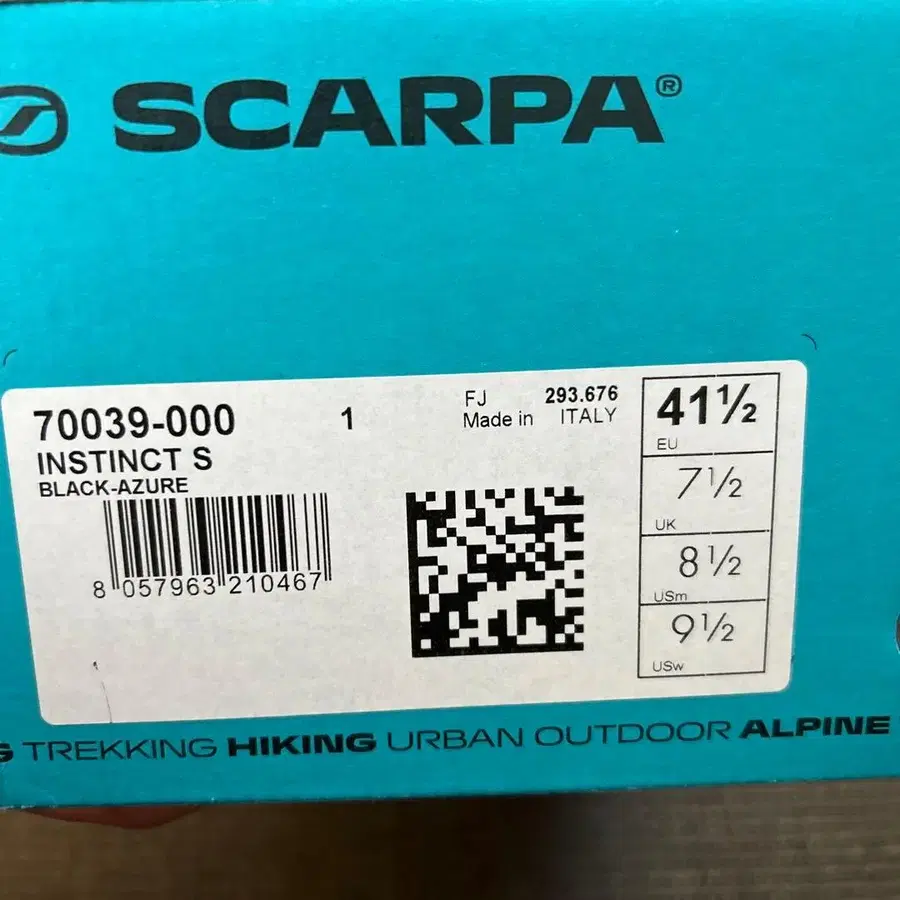 SCARPA®
70039-000 1
INSTINCT S
BLACK-AZURE
8 057963 210467
FJ 293.676
Made in ITALY
41½
EU
7½
UK
8½
USm
9½
USw
TREKKING HIKING URBAN OUTDOOR ALPINE